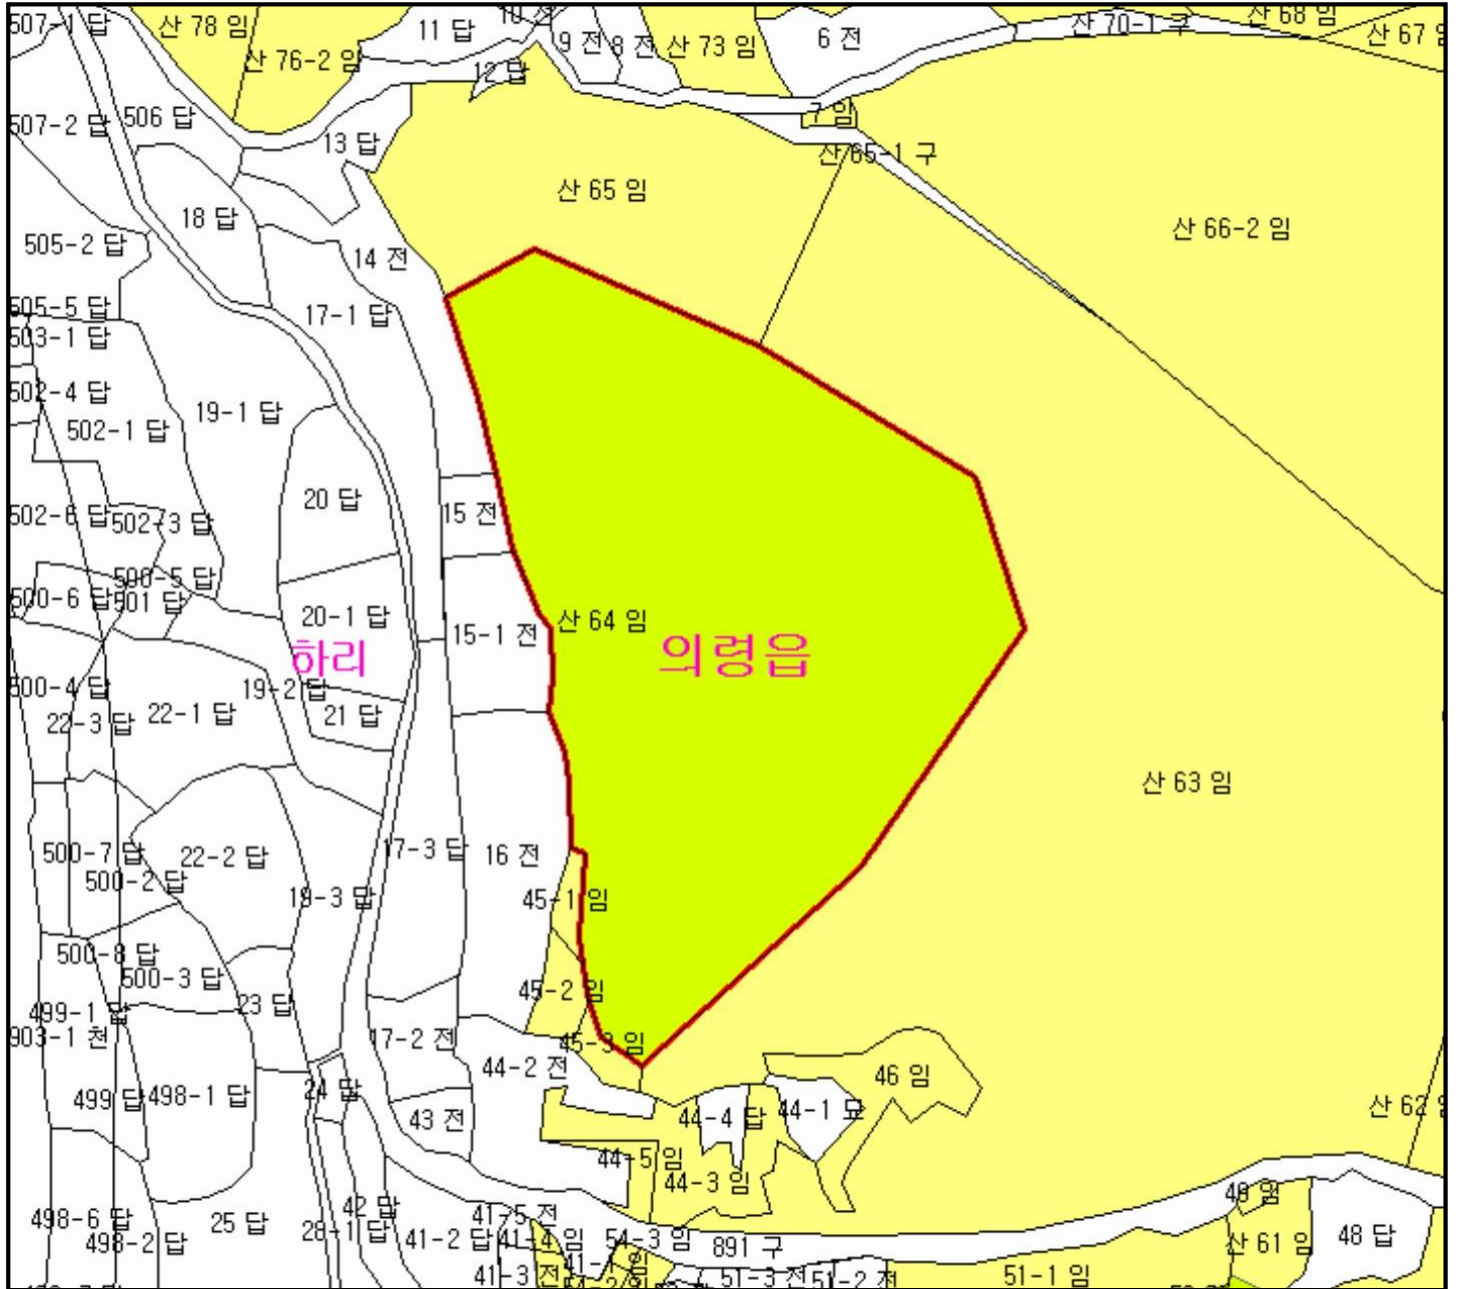 507-1 답
산 78 임
11 답
산 70-1 구
산 68 임
산 76-2 임
9 전
8 전
산 73 임
6 전
산 67
12 답
507-2 답
506 답
13 답
7 임
산 65-1 구
산 65 임
18 답
산 66-2 임
505-2 답
14 전
505-5 답
17-1 답
503-1 답
502-4 답
19-1 답
502-1 답
20 답
15 전
502-6 답
502-3 답
500-5 답
500-6 답
501 답
20-1 답
15-1 전
산 64 임
하리
의령읍
500-4 답
19-2 답
22-3 답
22-1 답
21 답
산 63 임
500-7 답
22-2 답
17-3 답
16 전
500-2 답
19-3 답
45-1 임
500-8 답
500-3 답
45-2 임
499-1 답
23 답
903-1 천
17-2 전
45-3 임
44-2 전
46 임
499 답
498-1 답
24 답
43 전
44-4 답
44-1 묘
산 62
44-5 임
44-3 임
49 임
498-6 답
25 답
42 답
41-5 전
498-2 답
28-1 답
41-2 답
41-4 임
54-3 임
891 구
산 61 임
48 답
41-3 전
41-1 임
51-3 전
51-2 전
51-1 임